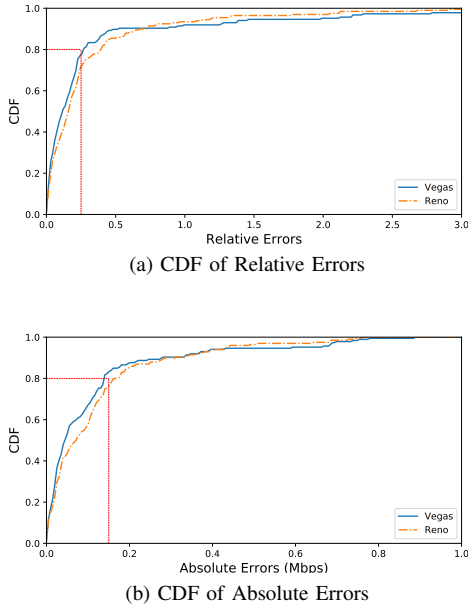 1.0
0.8
0.6
0.4
0.2
0.0
CDF
Vegas
Reno
0.0 0.5 1.0 1.5 2.0 2.5 3.0
Relative Errors
(a) CDF of Relative Errors
1.0
0.8
0.6
0.4
0.2
0.0
CDF
Vegas
Reno
0.0 0.2 0.4 0.6 0.8 1.0
Absolute Errors (Mbps)
(b) CDF of Absolute Errors